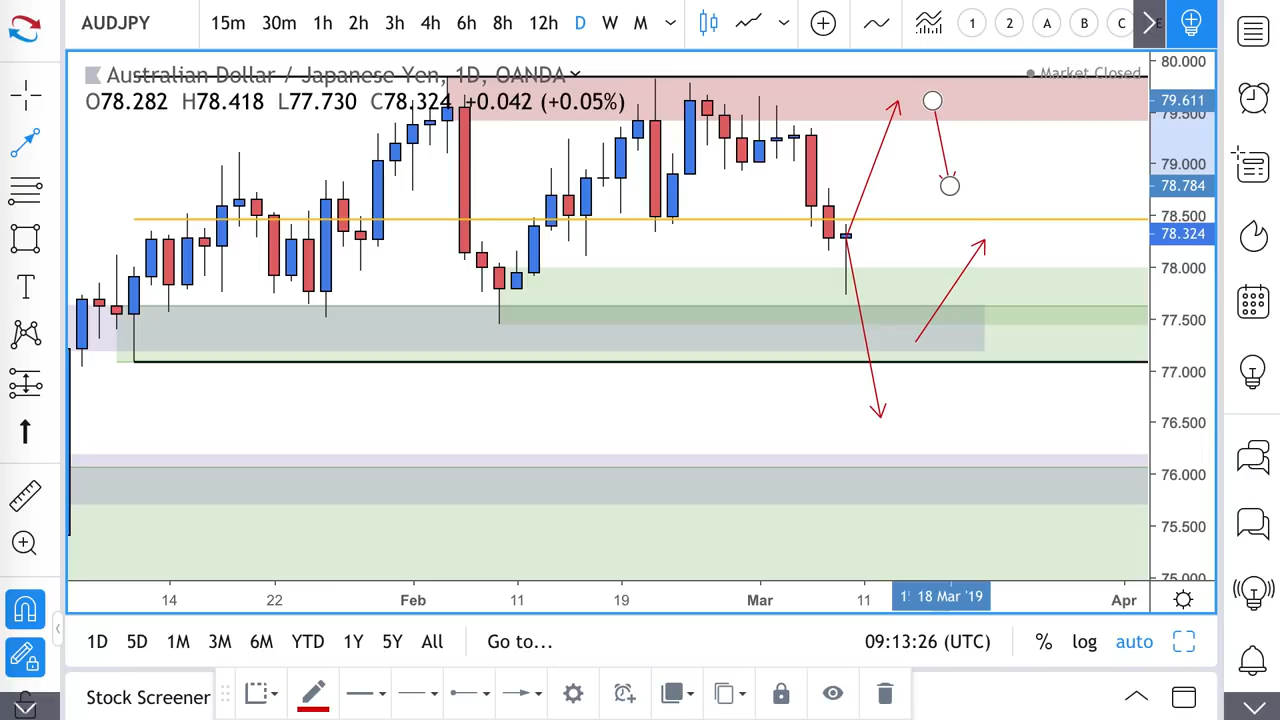 AUDJPY 15m 30m 1h 2h 3h 4h 6h 8h 12h D W M 1 2 A B C
Australian Dollar / Japanese Yen, 1D, OANDA Market Closed
O78.282 H78.418 L77.730 C78.324 +0.042 (+0.05%)
80.000
79.611
79.500
79.000
78.784
78.500
78.324
78.000
77.500
77.000
76.500
76.000
75.500
75.000
14 22 Feb 11 19 Mar 11 18 Mar '19 Apr
1D 5D 1M 3M 6M YTD 1Y 5Y All Go to... 09:13:26 (UTC) % log auto
Stock Screener